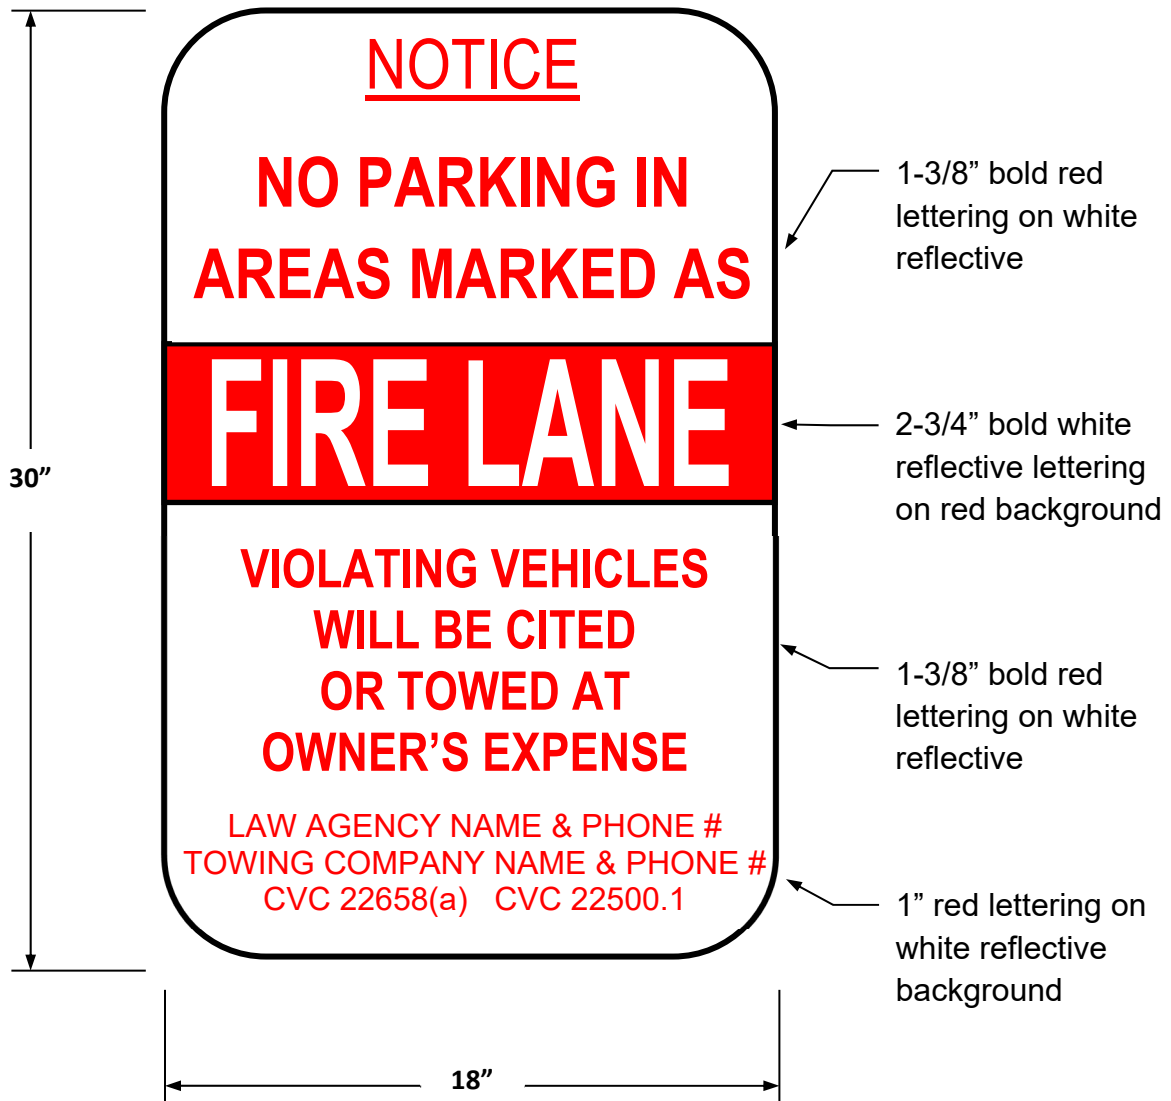 NOTICE
NO PARKING IN
AREAS MARKED AS
FIRE LANE
VIOLATING VEHICLES
WILL BE CITED
OR TOWED AT
OWNER’S EXPENSE
LAW AGENCY NAME & PHONE #
TOWING COMPANY NAME & PHONE #
CVC 22658(a) CVC 22500.1
30”
18”
1-3/8” bold red
lettering on white
reflective
2-3/4” bold white
reflective lettering
on red background
1-3/8” bold red
lettering on white
reflective
1” red lettering on
white reflective
background